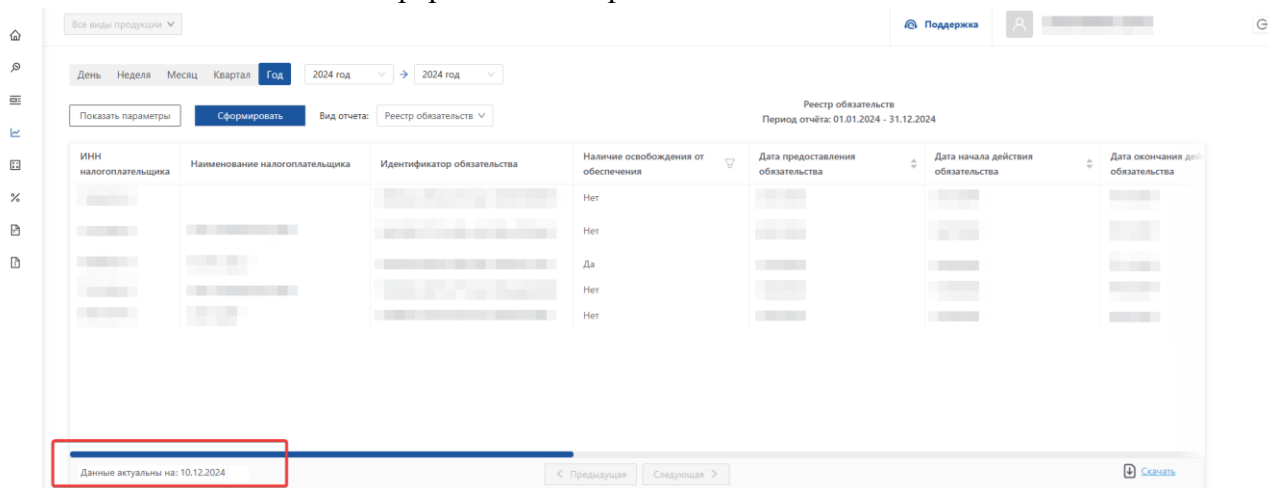 Все виды продукции
Поддержка
День Неделя Месяц Квартал Год 2024 год → 2024 год
Показать параметры Сформировать Вид отчета: Реестр обязательств
Реестр обязательств
Период отчёта: 01.01.2024 - 31.12.2024
ИНН налогоплательщика
Наименование налогоплательщика
Идентификатор обязательства
Наличие освобождения от обеспечения
Дата предоставления обязательства
Дата начала действия обязательства
Дата окончания обязательства
Нет
Нет
Да
Нет
Нет
Данные актуальны на: 10.12.2024
< Предыдущая Следующая >
Скачать